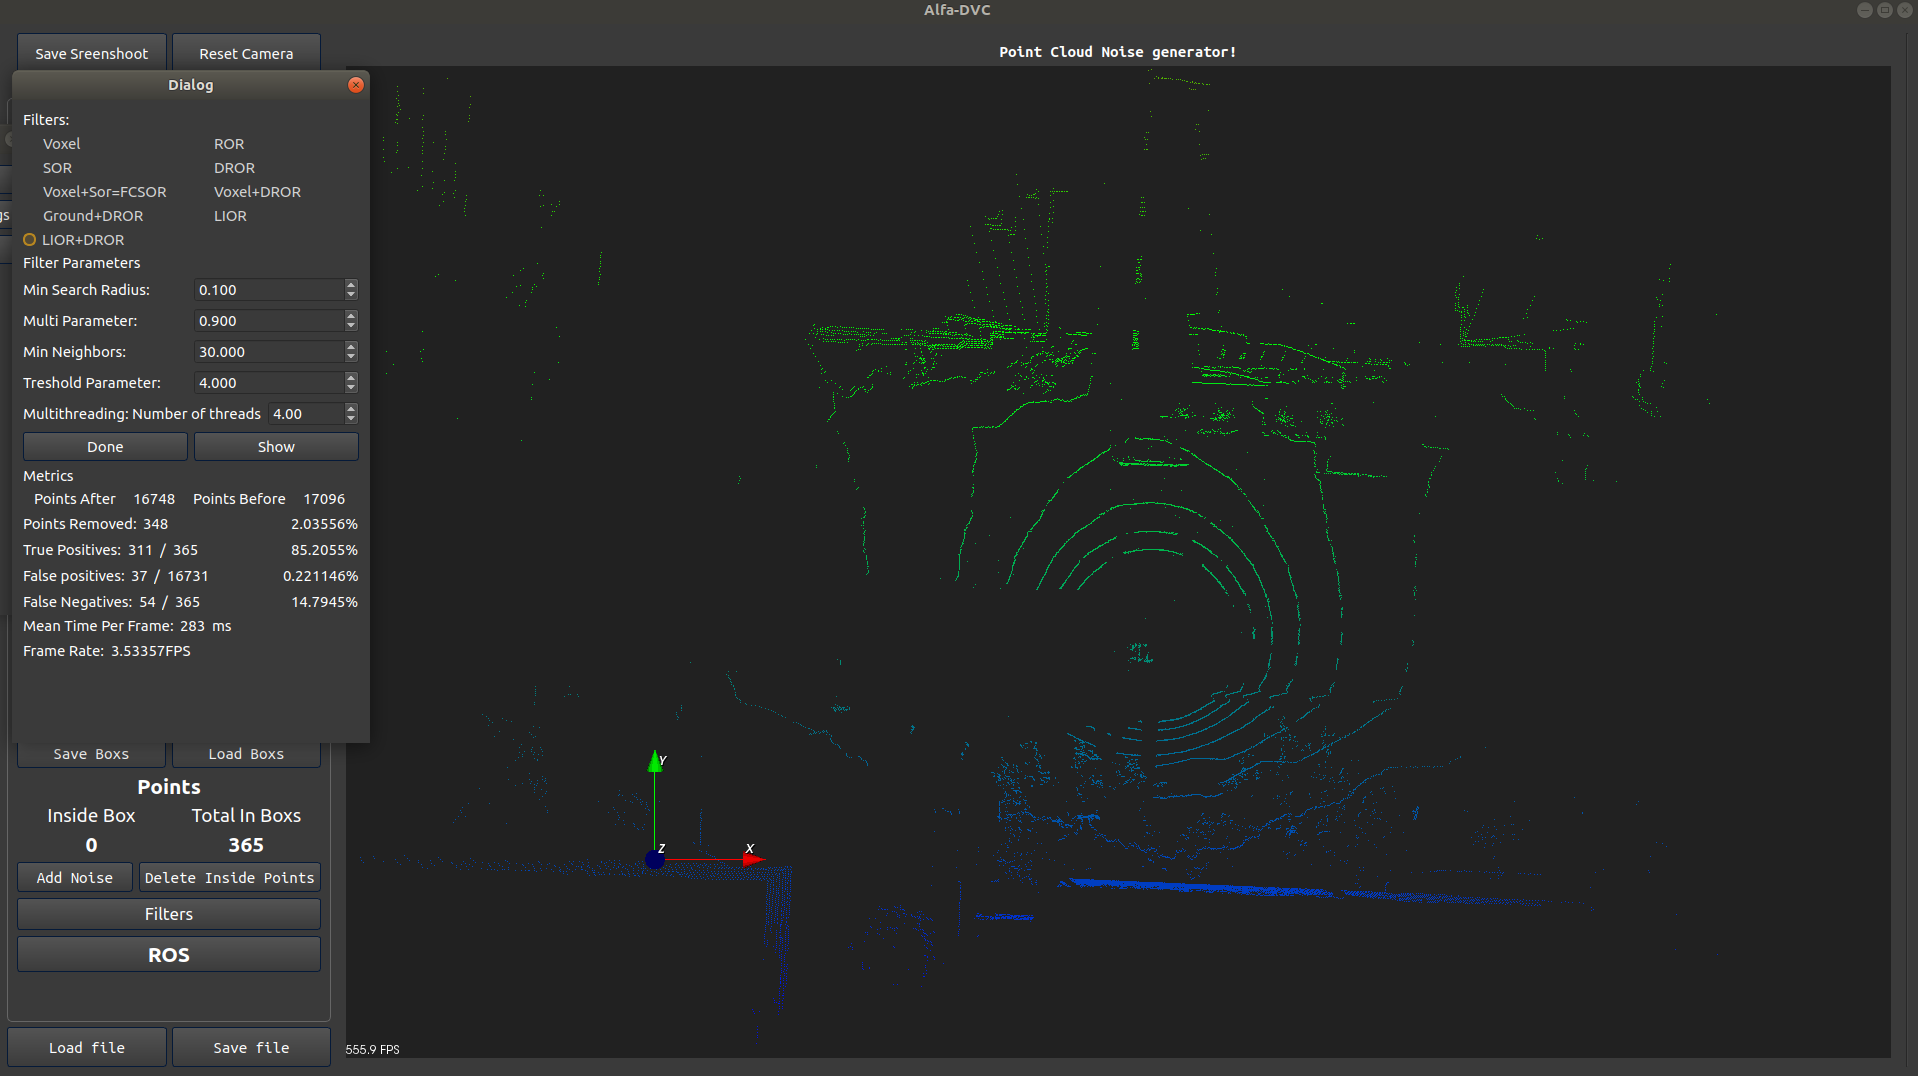 Alfa-DVC
Save Sreenshoot Reset Camera
Point Cloud Noise generator!
Dialog
Filters:
Voxel ROR
SOR DROR
Voxel+Sor=FCSOR Voxel+DROR
Ground+DROR LIOR
LIOR+DROR
Filter Parameters
Min Search Radius: 0.100
Multi Parameter: 0.900
Min Neighbors: 30.000
Treshold Parameter: 4.000
Multithreading: Number of threads 4.00
Done Show
Metrics
Points After 16748 Points Before 17096
Points Removed: 348 2.03556%
True Positives: 311 / 365 85.2055%
False positives: 37 / 16731 0.221146%
False Negatives: 54 / 365 14.7945%
Mean Time Per Frame: 283 ms
Frame Rate: 3.53357FPS
Save Boxs Load Boxs
Points
Inside Box Total In Boxs
0 365
Add Noise Delete Inside Points
Filters
ROS
Load file Save file
Y
Z X
555.9 FPS